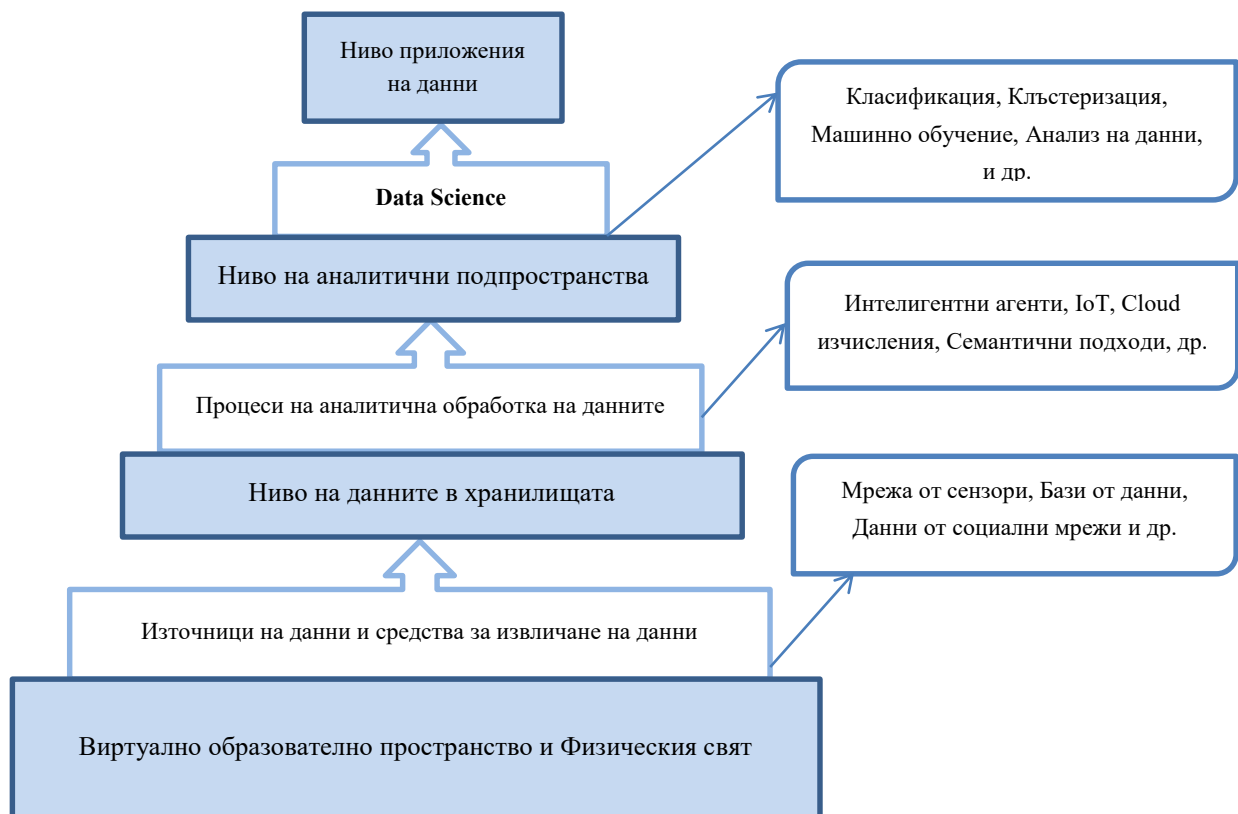 Ниво приложения
на данни
Класификация, Клъстеризация,
Машинно обучение, Анализ на данни,
и др.
Data Science
Ниво на аналитични подпространства
Интелигентни агенти, IoT, Cloud
изчисления, Семантични подходи, др.
Процеси на аналитична обработка на данните
Ниво на данните в хранилищата
Мрежа от сензори, Бази от данни,
Данни от социални мрежи и др.
Източници на данни и средства за извличане на данни
Виртуално образователно пространство и Физическия свят